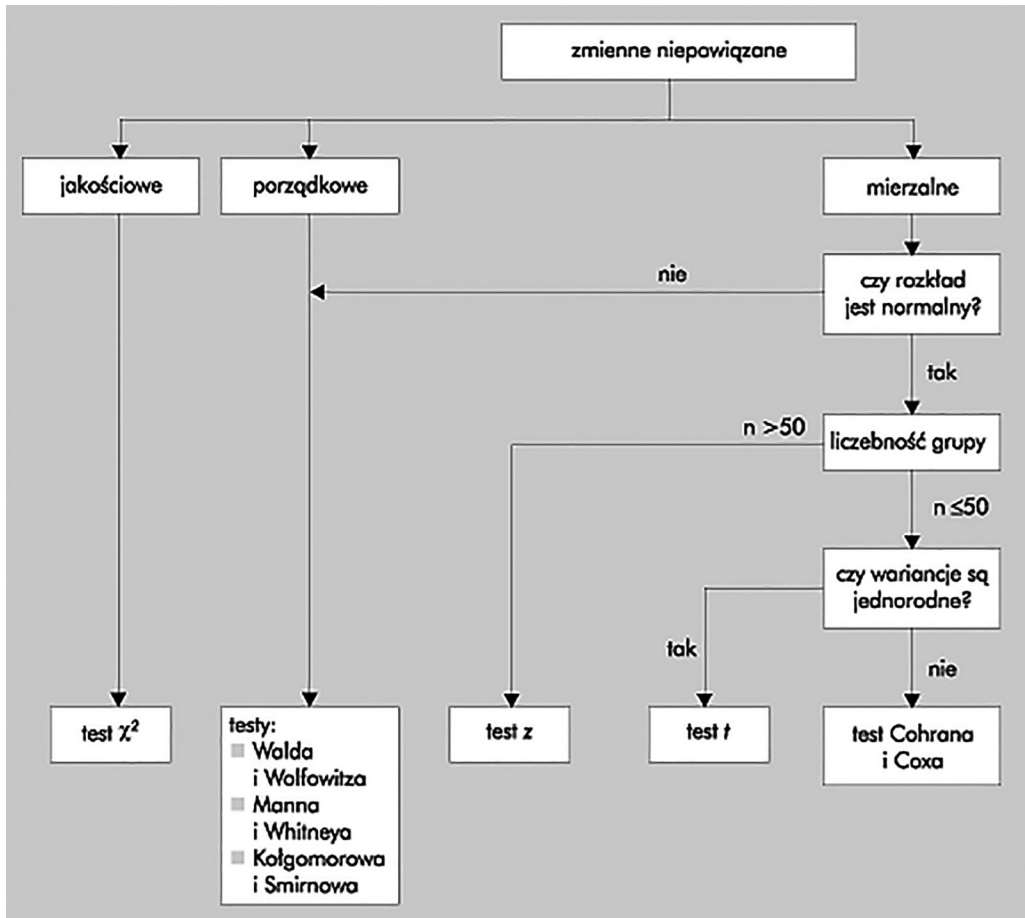 zmienne niepowiązane
jakościowe
porządkowe
mierzalne
nie
czy rozkład
jest normalny?
tak
n >50
liczebność grupy
n ≤50
czy wariancje są
jednorodne?
tak
nie
test χ²
testy:
Walda
i Wolfowitza
Manna
i Whitneya
Kołgomorowa
i Smirnowa
test z
test t
test Cohrana
i Coxa